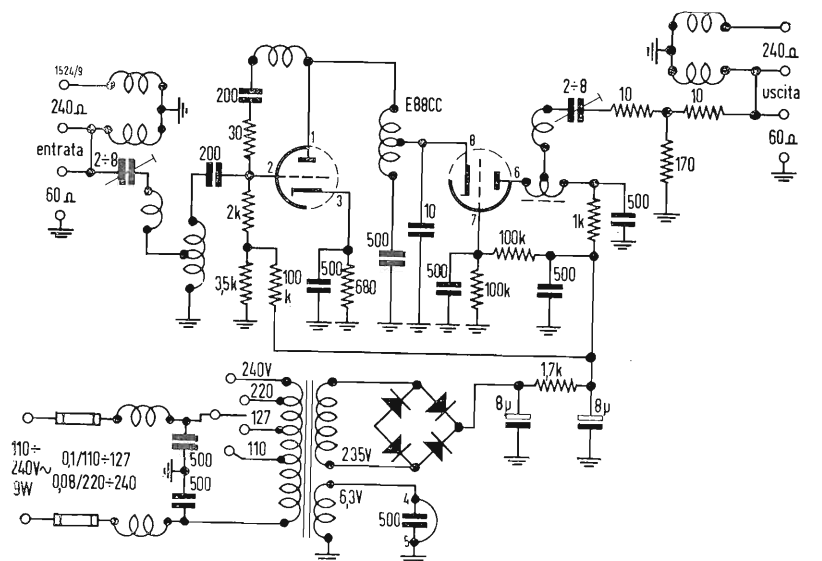 1524/9
240Ω
entrata
2÷8
60Ω
200
200
30
2
1
3
2k
3,5k
100
k
500
680
E88CC
500
10
8
6
7
500
100k
100k
500
2÷8
10
10
170
1k
500
240Ω
uscita
60Ω
1,7k
8µ
8µ
240V
220
127
110
235V
6,3V
4
500
5
110÷
240V~
9W
0,1/110÷127
0,08/220÷240
500
500